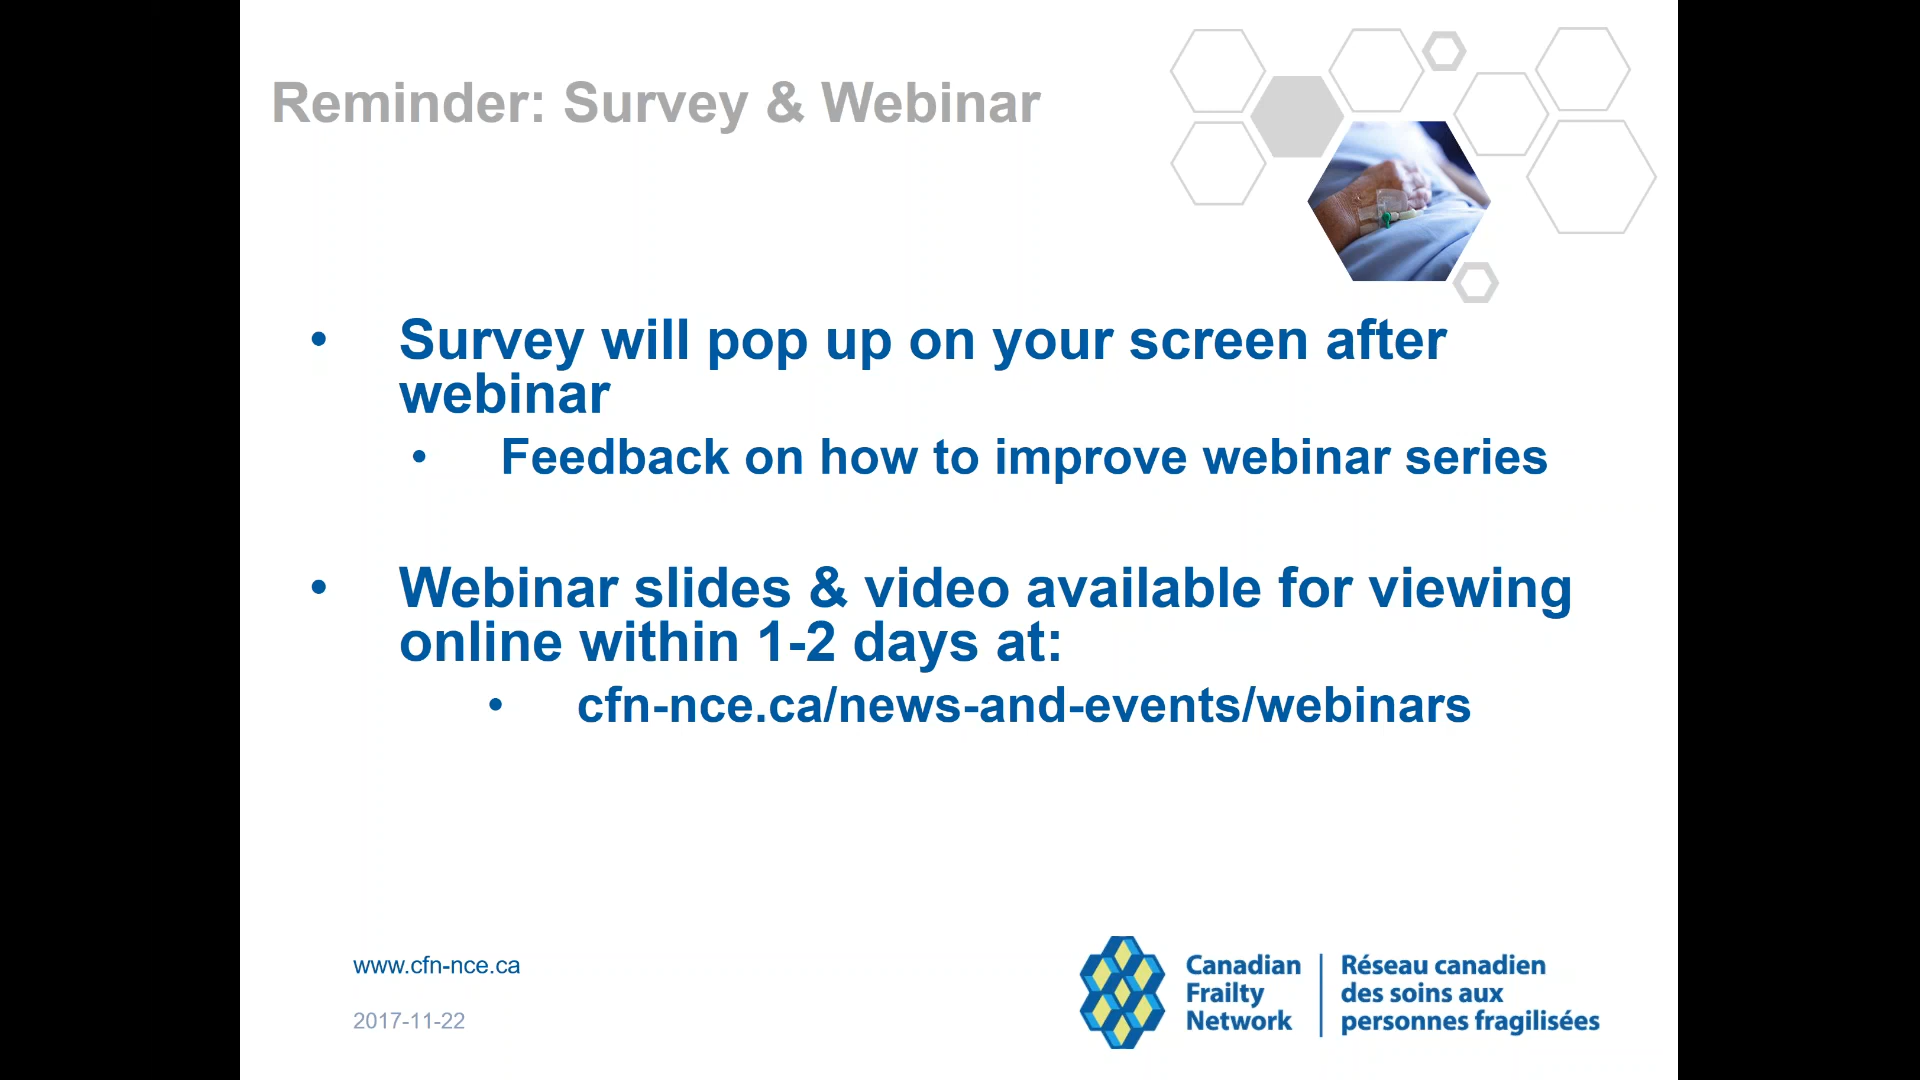 Reminder: Survey & Webinar
• Survey will pop up on your screen after
webinar
• Feedback on how to improve webinar series
• Webinar slides & video available for viewing
online within 1-2 days at:
• cfn-nce.ca/news-and-events/webinars
www.cfn-nce.ca
2017-11-22
Canadian
Frailty
Network
Réseau canadien
des soins aux
personnes fragilisées